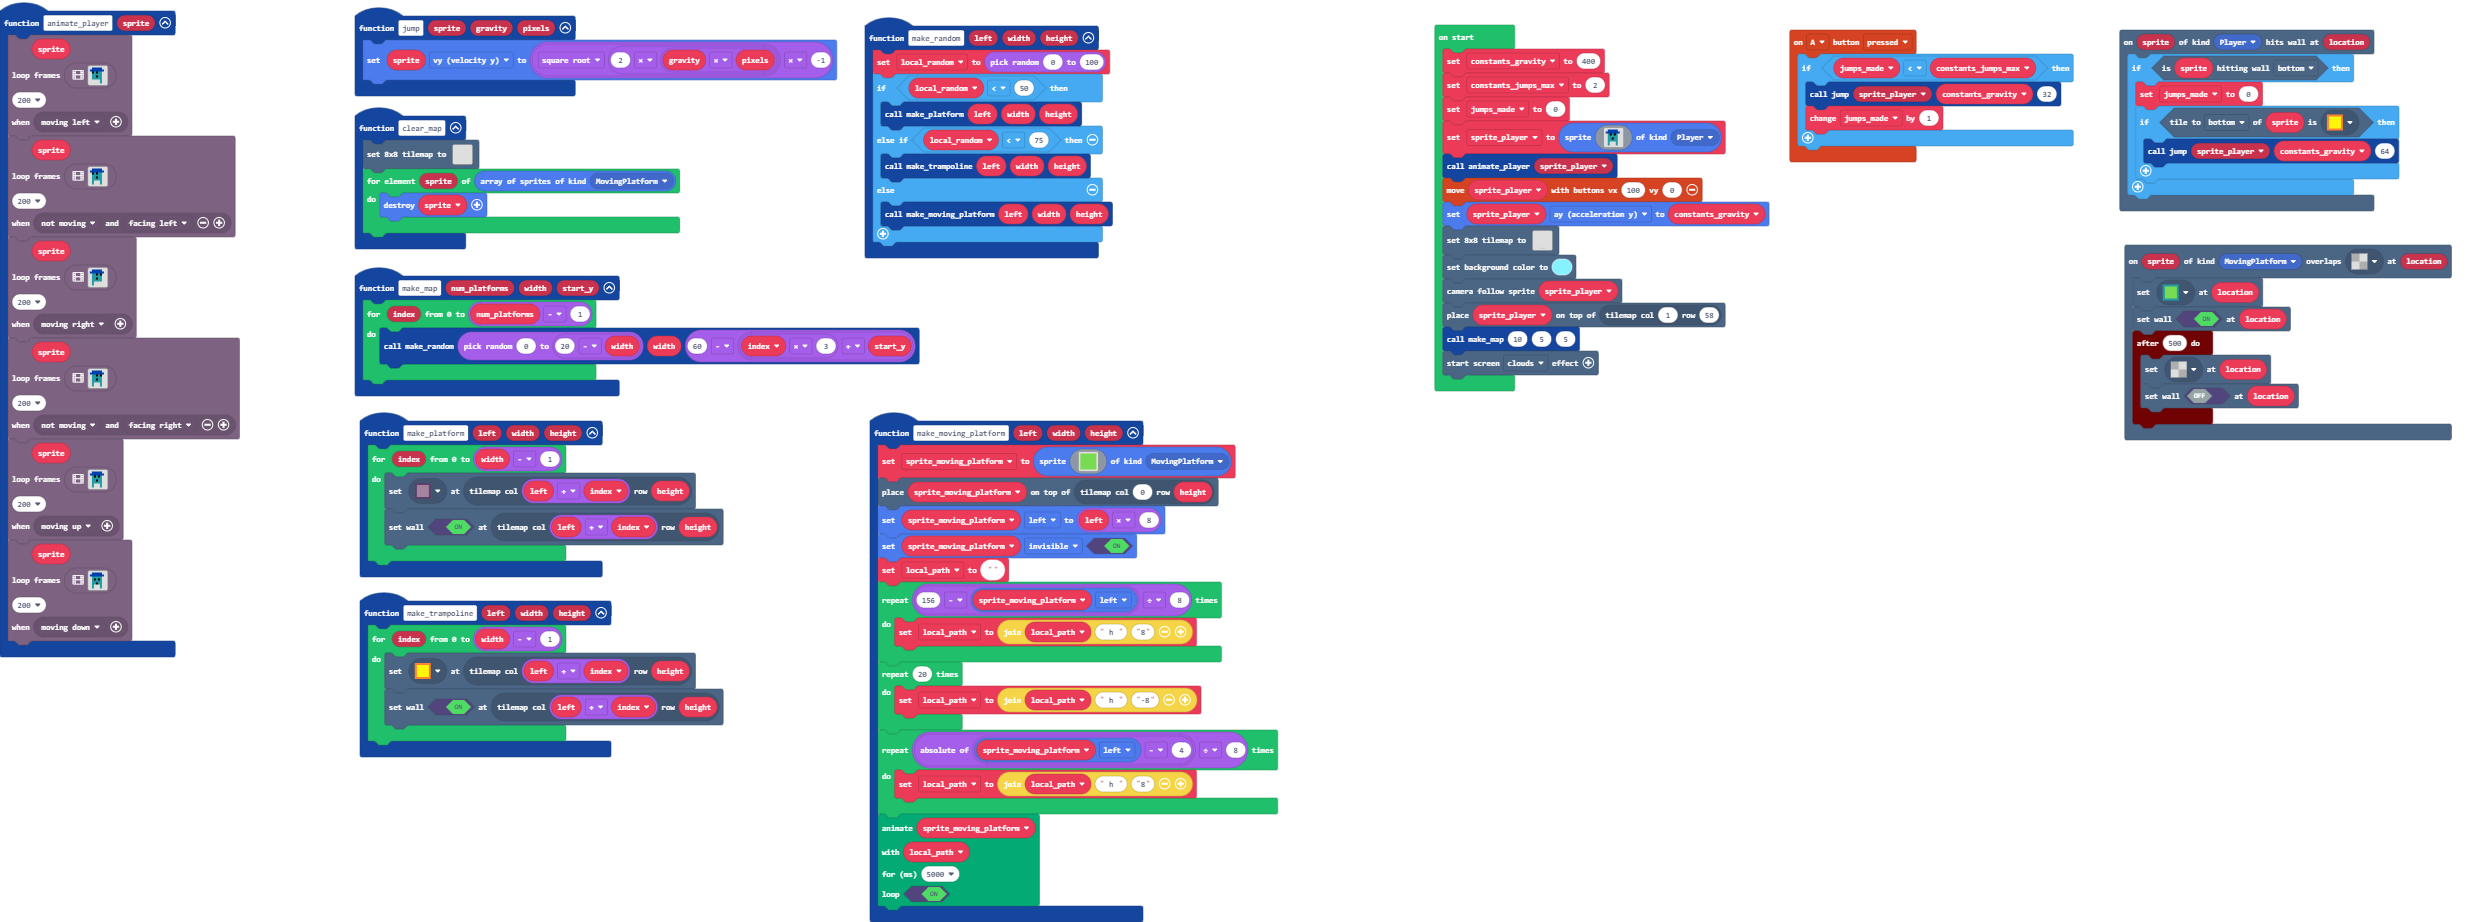 function animate_player sprite
sprite
loop frames
200
when moving left
sprite
loop frames
200
when not moving and facing left
sprite
loop frames
200
when moving right
sprite
loop frames
200
when not moving and facing right
sprite
loop frames
200
when moving up
sprite
loop frames
200
when moving down
function jump sprite gravity pixels
set sprite vy (velocity y) to square root 2 × gravity × pixels × -1
function clear_map
set 8x8 tilemap to
for element sprite of array of sprites of kind MovingPlatform
do
destroy sprite
function make_map num_platforms width start_y
for index from 0 to num_platforms - 1
do
call make_random pick random 0 to 20 - width width 60 - index × 3 + start_y
function make_platform left width height
for index from 0 to width - 1
do
set at tilemap col left + index row height
set wall ON at tilemap col left + index row height
function make_trampoline left width height
for index from 0 to width - 1
do
set at tilemap col left + index row height
set wall ON at tilemap col left + index row height
function make_random left width height
set local_random to pick random 0 to 100
if local_random < 50 then
call make_platform left width height
else if local_random < 75 then
call make_trampoline left width height
else
call make_moving_platform left width height
function make_moving_platform left width height
set sprite_moving_platform to sprite of kind MovingPlatform
place sprite_moving_platform on top of tilemap col 0 row height
set sprite_moving_platform left to left × 8
set sprite_moving_platform invisible ON
set local_path to " "
repeat 156 - sprite_moving_platform left ÷ 8 times
do
set local_path to join local_path " h " "8"
repeat 20 times
do
set local_path to join local_path " h " "-8"
repeat absolute of sprite_moving_platform left - 4 ÷ 8 times
do
set local_path to join local_path " h " "8"
animate sprite_moving_platform
with local_path
for (ms) 5000
loop ON
on start
set constants_gravity to 400
set constants_jumps_max to 2
set jumps_made to 0
set sprite_player to sprite of kind Player
call animate_player sprite_player
move sprite_player with buttons vx 100 vy 0
set sprite_player ay (acceleration y) to constants_gravity
set 8x8 tilemap to
set background color to
camera follow sprite sprite_player
place sprite_player on top of tilemap col 1 row 58
call make_map 10 5 5
start screen clouds effect
on A button pressed
if jumps_made < constants_jumps_max then
call jump sprite_player constants_gravity 32
change jumps_made by 1
on sprite of kind Player hits wall at location
if is sprite hitting wall bottom then
set jumps_made to 0
if tile to bottom of sprite is then
call jump sprite_player constants_gravity 64
on sprite of kind MovingPlatform overlaps at location
set at location
set wall ON at location
after 500 do
set at location
set wall OFF at location